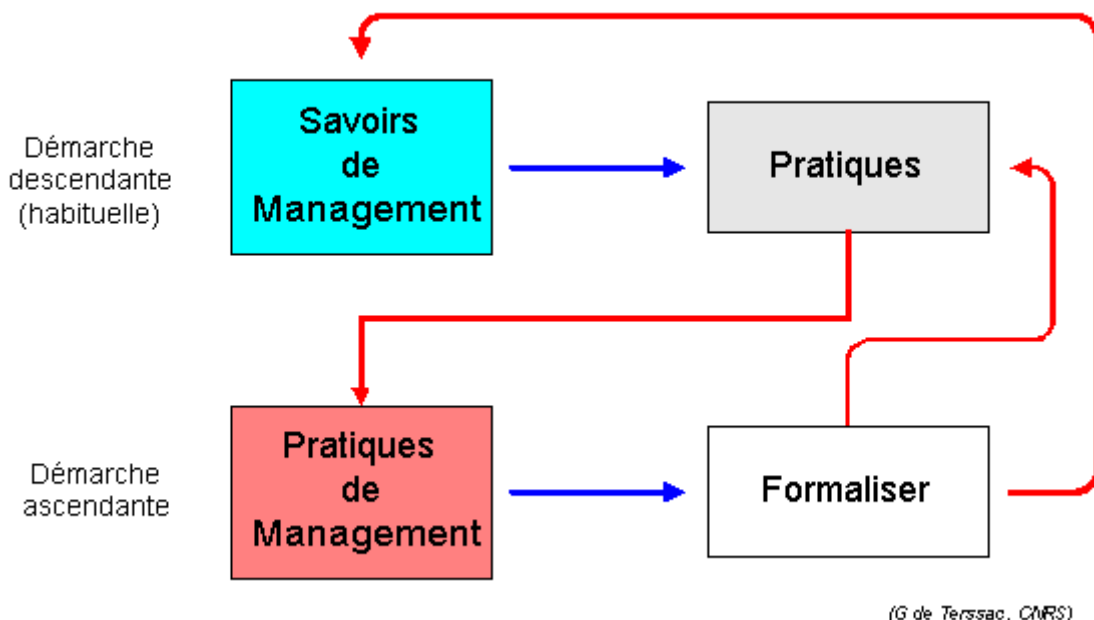 Démarche
descendante
(habituelle)
Savoirs
de
Management
Pratiques
Démarche
ascendante
Pratiques
de
Management
Formaliser
(G de Terssac, CNRS)